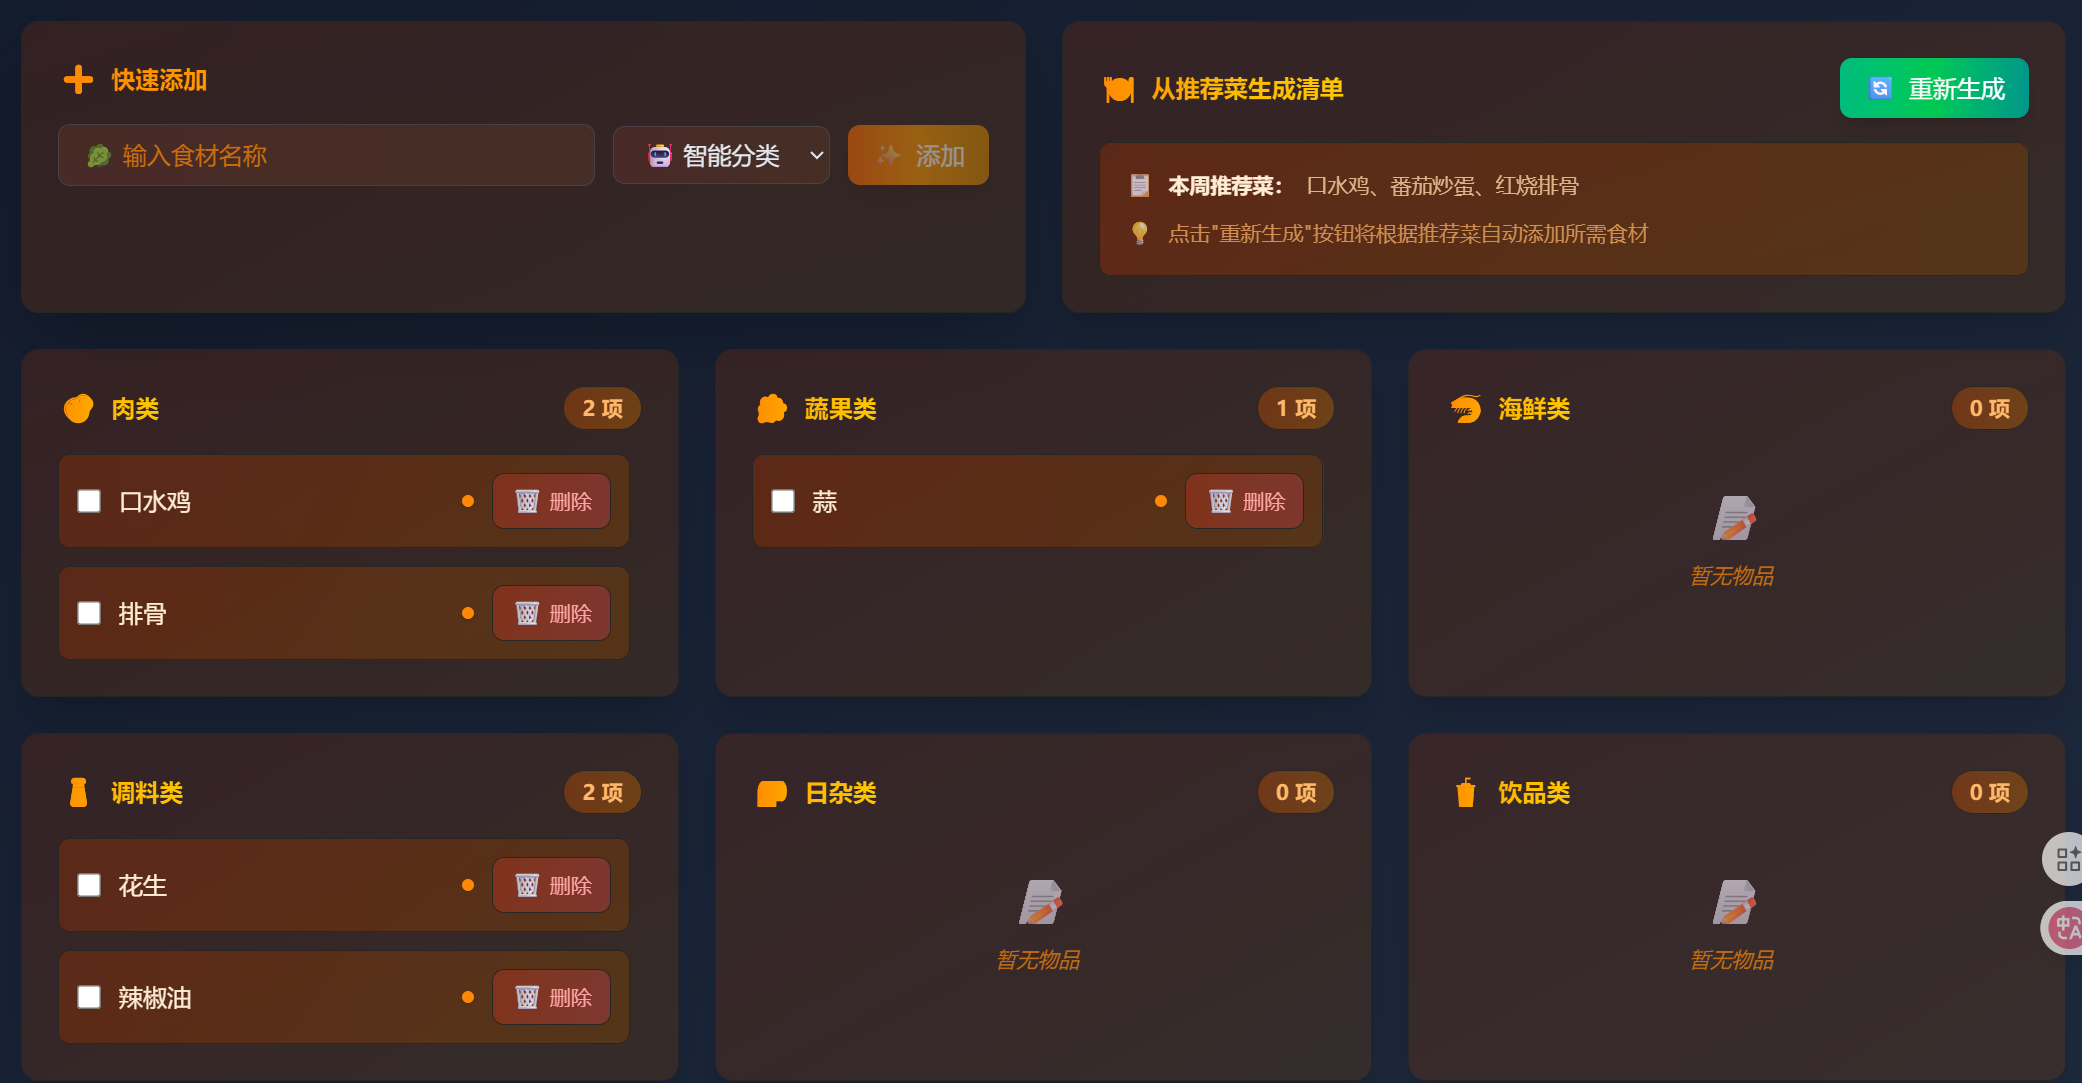 快速添加
输入食材名称
智能分类
添加
从推荐菜生成清单
重新生成
本周推荐菜： 口水鸡、番茄炒蛋、红烧排骨
点击"重新生成"按钮将根据推荐菜自动添加所需食材
肉类
2 项
口水鸡
删除
排骨
删除
蔬果类
1 项
蒜
删除
海鲜类
0 项
暂无物品
调料类
2 项
花生
删除
辣椒油
删除
日杂类
0 项
暂无物品
饮品类
0 项
暂无物品
中A